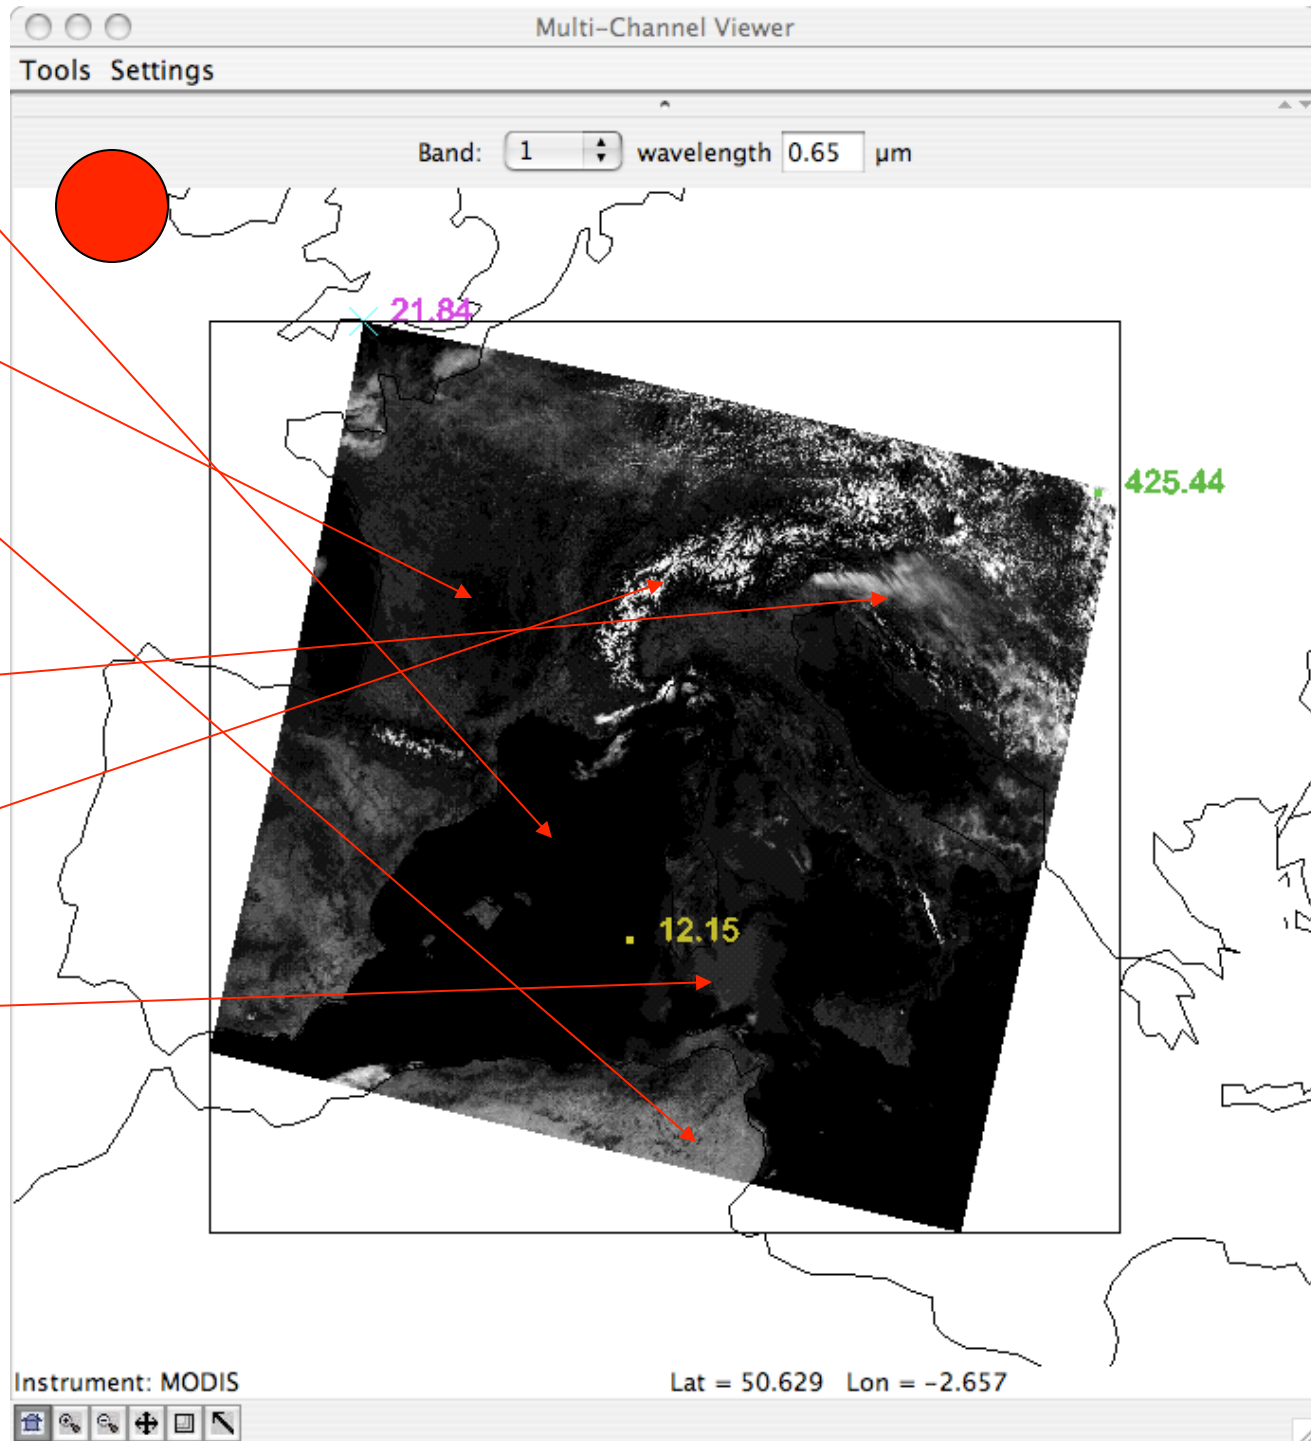 Multi-Channel Viewer
Tools Settings
Band: 1 wavelength 0.65 µm
21.84
425.44
12.15
Instrument: MODIS
Lat = 50.629 Lon = -2.657